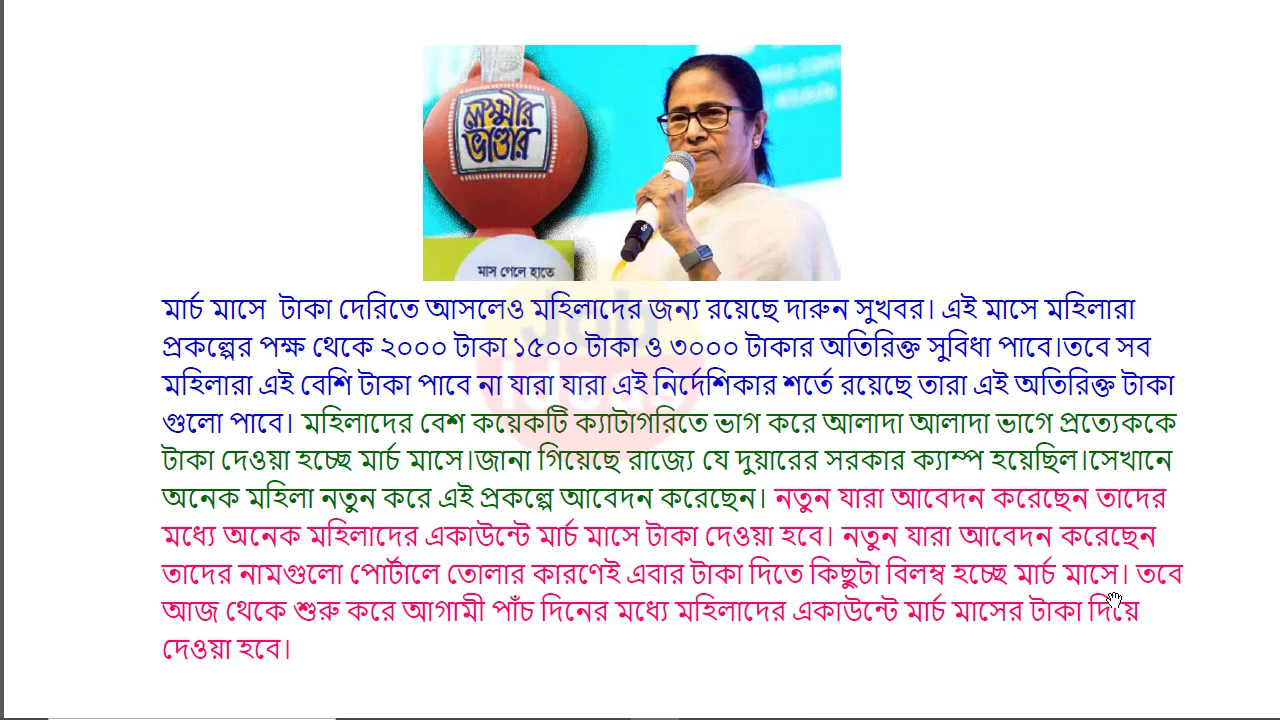 লক্ষ্মীর
ভাণ্ডার
মাস গেলে হাতে
মার্চ মাসে টাকা দেরিতে আসলেও মহিলাদের জন্য রয়েছে দারুন সুখবর। এই মাসে মহিলারা
প্রকল্পের পক্ষ থেকে ২০০০ টাকা ১৫০০ টাকা ও ৩০০০ টাকার অতিরিক্ত সুবিধা পাবে।তবে সব
মহিলারা এই বেশি টাকা পাবে না যারা যারা এই নির্দেশিকার শর্তে রয়েছে তারা এই অতিরিক্ত টাকা
গুলো পাবে। মহিলাদের বেশ কয়েকটি ক্যাটাগরিতে ভাগ করে আলাদা আলাদা ভাগে প্রত্যেককে
টাকা দেওয়া হচ্ছে মার্চ মাসে।জানা গিয়েছে রাজ্যে যে দুয়ারের সরকার ক্যাম্প হয়েছিল।সেখানে
অনেক মহিলা নতুন করে এই প্রকল্পে আবেদন করেছেন। নতুন যারা আবেদন করেছেন তাদের
মধ্যে অনেক মহিলাদের একাউন্টে মার্চ মাসে টাকা দেওয়া হবে। নতুন যারা আবেদন করেছেন
তাদের নামগুলো পোর্টালে তোলার কারণেই এবার টাকা দিতে কিছুটা বিলম্ব হচ্ছে মার্চ মাসে। তবে
আজ থেকে শুরু করে আগামী পাঁচ দিনের মধ্যে মহিলাদের একাউন্টে মার্চ মাসের টাকা দিয়ে
দেওয়া হবে।
Job
Ideas